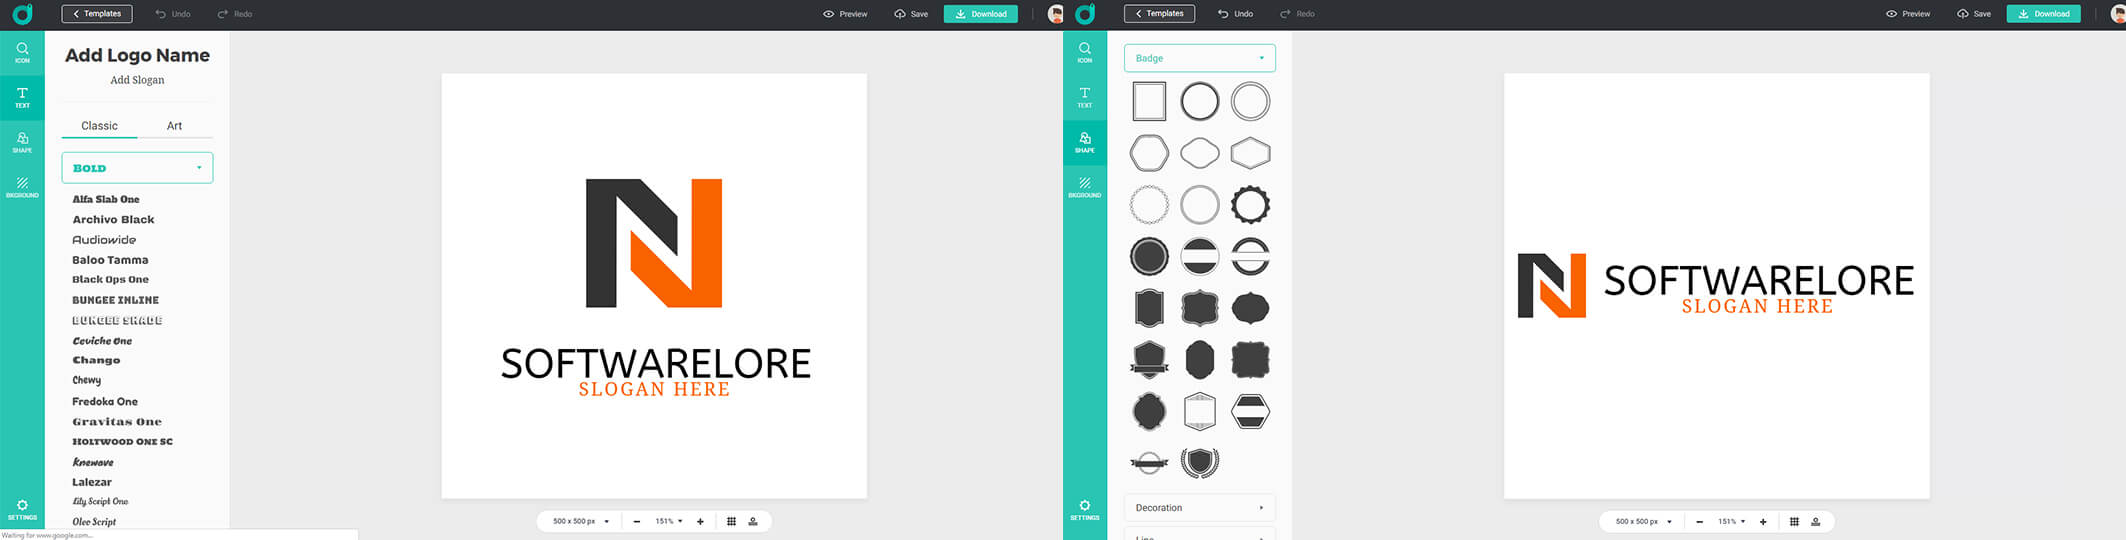 Templates
Undo
Redo
Preview
Save
Download
ICON
TEXT
SHAPE
BKGROUND
SETTINGS
Add Logo Name
Add Slogan
Classic Art
BOLD
Alfa Slab One
Archivo Black
Audiowide
Baloo Tamma
Black Ops One
BUNGEE INLINE
BUNGEE SHADE
Ceviche One
Chango
Chewy
Fredoka One
Gravitas One
HOLTWOOD ONE SC
Knewave
Lalezar
Lily Script One
Oleo Script
Waiting for www.google.com...
N
SOFTWARELORE
SLOGAN HERE
500 x 500 px
151%
Templates
Undo
Redo
Preview
Save
Download
ICON
TEXT
SHAPE
BKGROUND
SETTINGS
Badge
Decoration
Line
N
SOFTWARELORE
SLOGAN HERE
500 x 500 px
151%